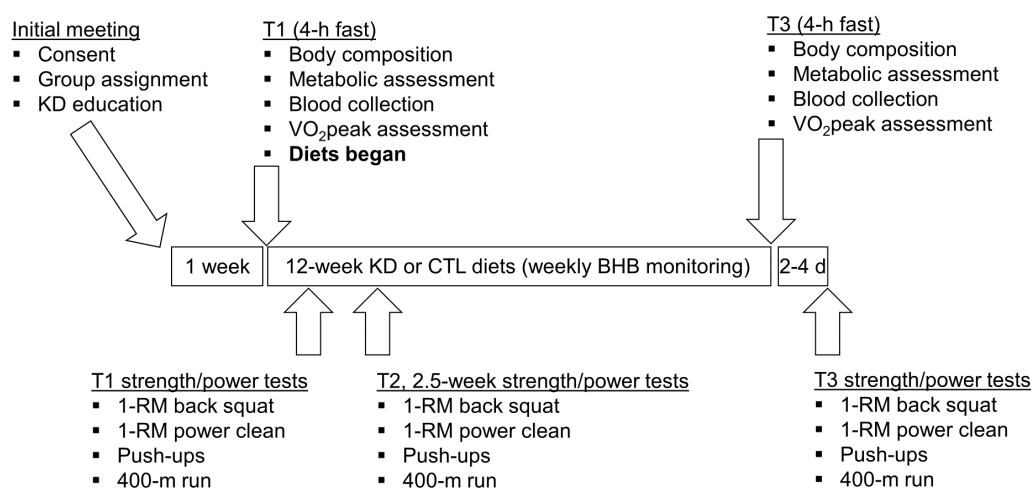 Initial meeting
▪ Consent
▪ Group assignment
▪ KD education
T1 (4-h fast)
▪ Body composition
▪ Metabolic assessment
▪ Blood collection
▪ VO₂peak assessment
▪ Diets began
T3 (4-h fast)
▪ Body composition
▪ Metabolic assessment
▪ Blood collection
▪ VO₂peak assessment
1 week
12-week KD or CTL diets (weekly BHB monitoring)
2-4 d
T1 strength/power tests
▪ 1-RM back squat
▪ 1-RM power clean
▪ Push-ups
▪ 400-m run
T2, 2.5-week strength/power tests
▪ 1-RM back squat
▪ 1-RM power clean
▪ Push-ups
▪ 400-m run
T3 strength/power tests
▪ 1-RM back squat
▪ 1-RM power clean
▪ Push-ups
▪ 400-m run